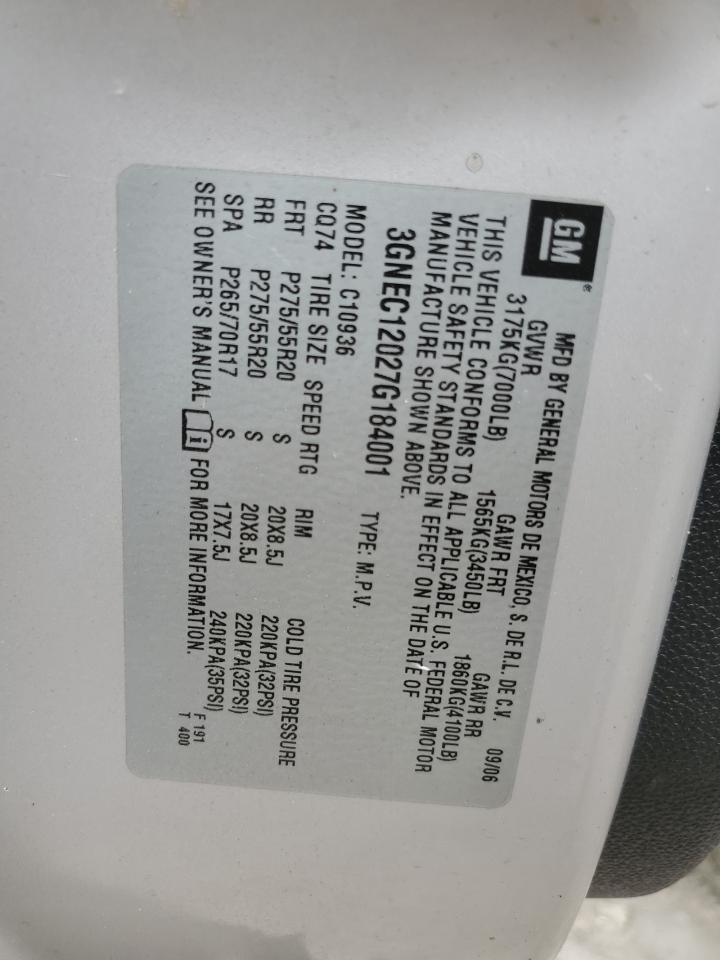 GM®
MFD BY GENERAL MOTORS DE MEXICO, S. DE R.L. DE C.V. 09/06
GVWR GAWR FRT GAWR RR
3175KG(7000LB) 1565KG(3450LB) 1860KG(4100LB)
THIS VEHICLE CONFORMS TO ALL APPLICABLE U.S. FEDERAL MOTOR
VEHICLE SAFETY STANDARDS IN EFFECT ON THE DATE OF
MANUFACTURE SHOWN ABOVE.
3GNEC12027G184001 TYPE: M.P.V.
MODEL: C10936
CQ74 TIRE SIZE SPEED RTG RIM COLD TIRE PRESSURE
FRT P275/55R20 S 20X8.5J 220KPA(32PSI)
RR P275/55R20 S 20X8.5J 220KPA(32PSI)
SPA P265/70R17 S 17X7.5J 240KPA(35PSI)
SEE OWNER'S MANUAL i FOR MORE INFORMATION.
F 191
T 400